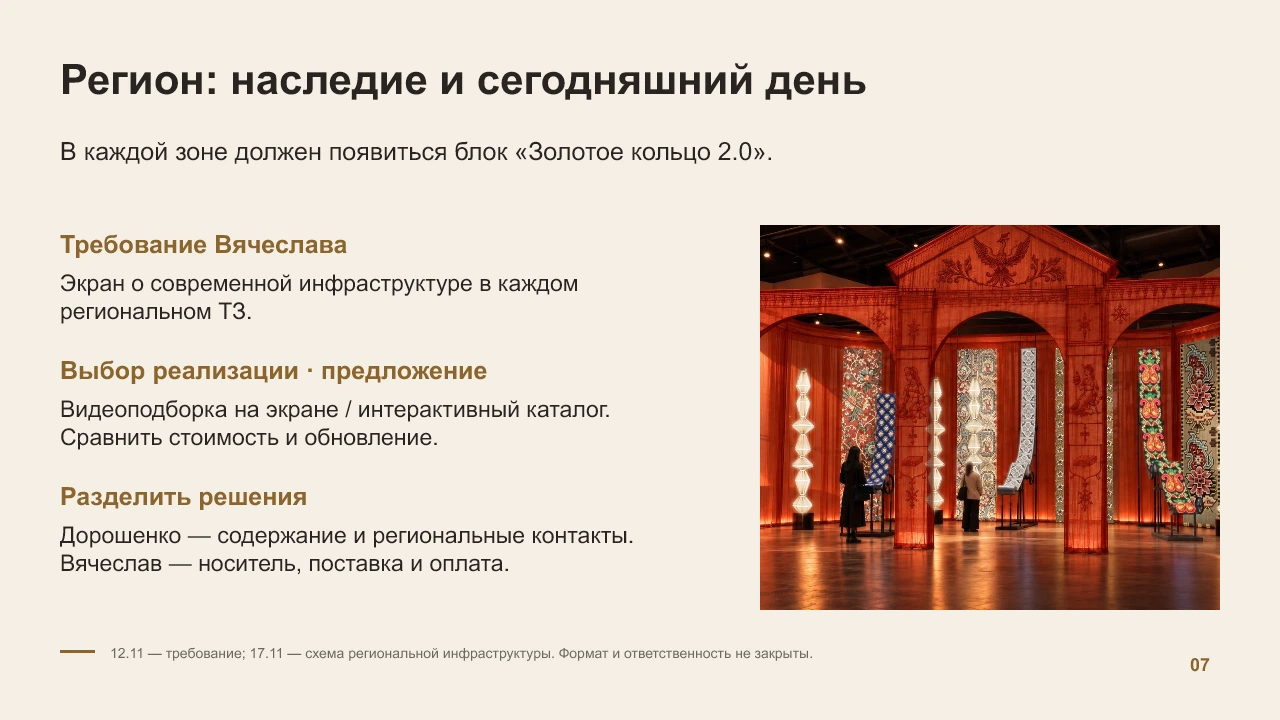 Регион: наследие и сегодняшний день
В каждой зоне должен появиться блок «Золотое кольцо 2.0».
Требование Вячеслава
Экран о современной инфраструктуре в каждом
региональном ТЗ.
Выбор реализации · предложение
Видеоподборка на экране / интерактивный каталог.
Сравнить стоимость и обновление.
Разделить решения
Дорошенко — содержание и региональные контакты.
Вячеслав — носитель, поставка и оплата.
12.11 — требование; 17.11 — схема региональной инфраструктуры. Формат и ответственность не закрыты.
07